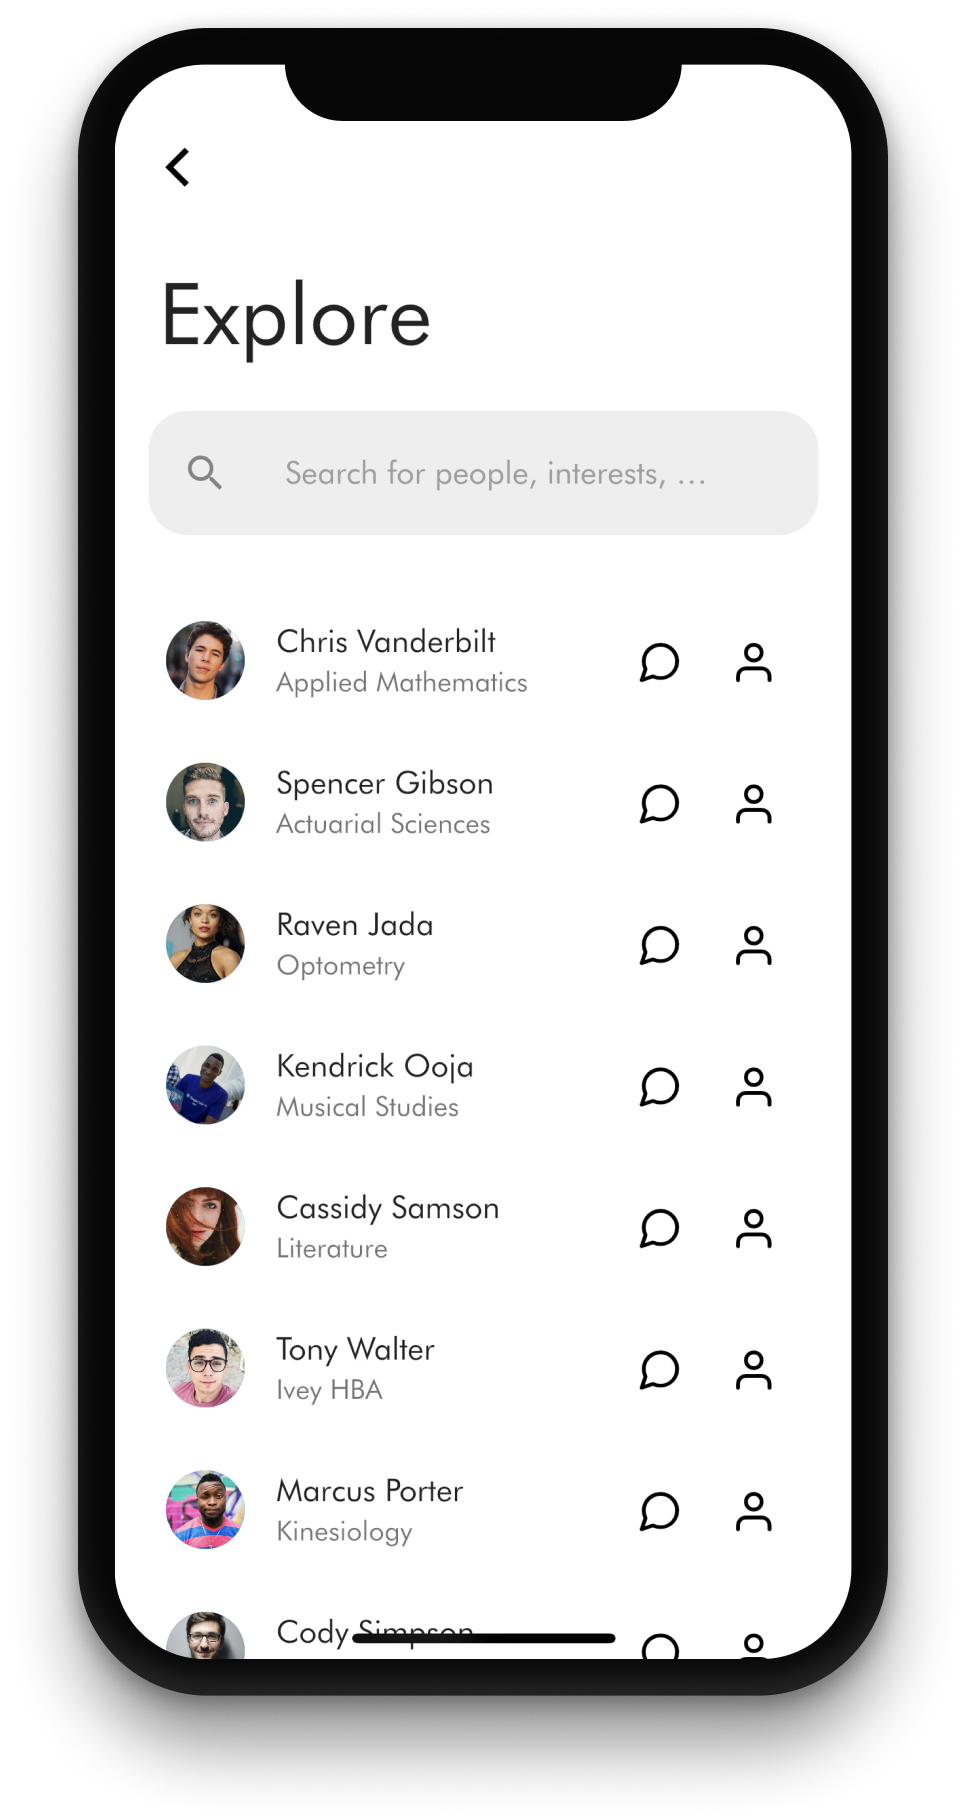 Explore
Search for people, interests, ...
Chris Vanderbilt
Applied Mathematics
Spencer Gibson
Actuarial Sciences
Raven Jada
Optometry
Kendrick Ooja
Musical Studies
Cassidy Samson
Literature
Tony Walter
Ivey HBA
Marcus Porter
Kinesiology
Cody Simpson